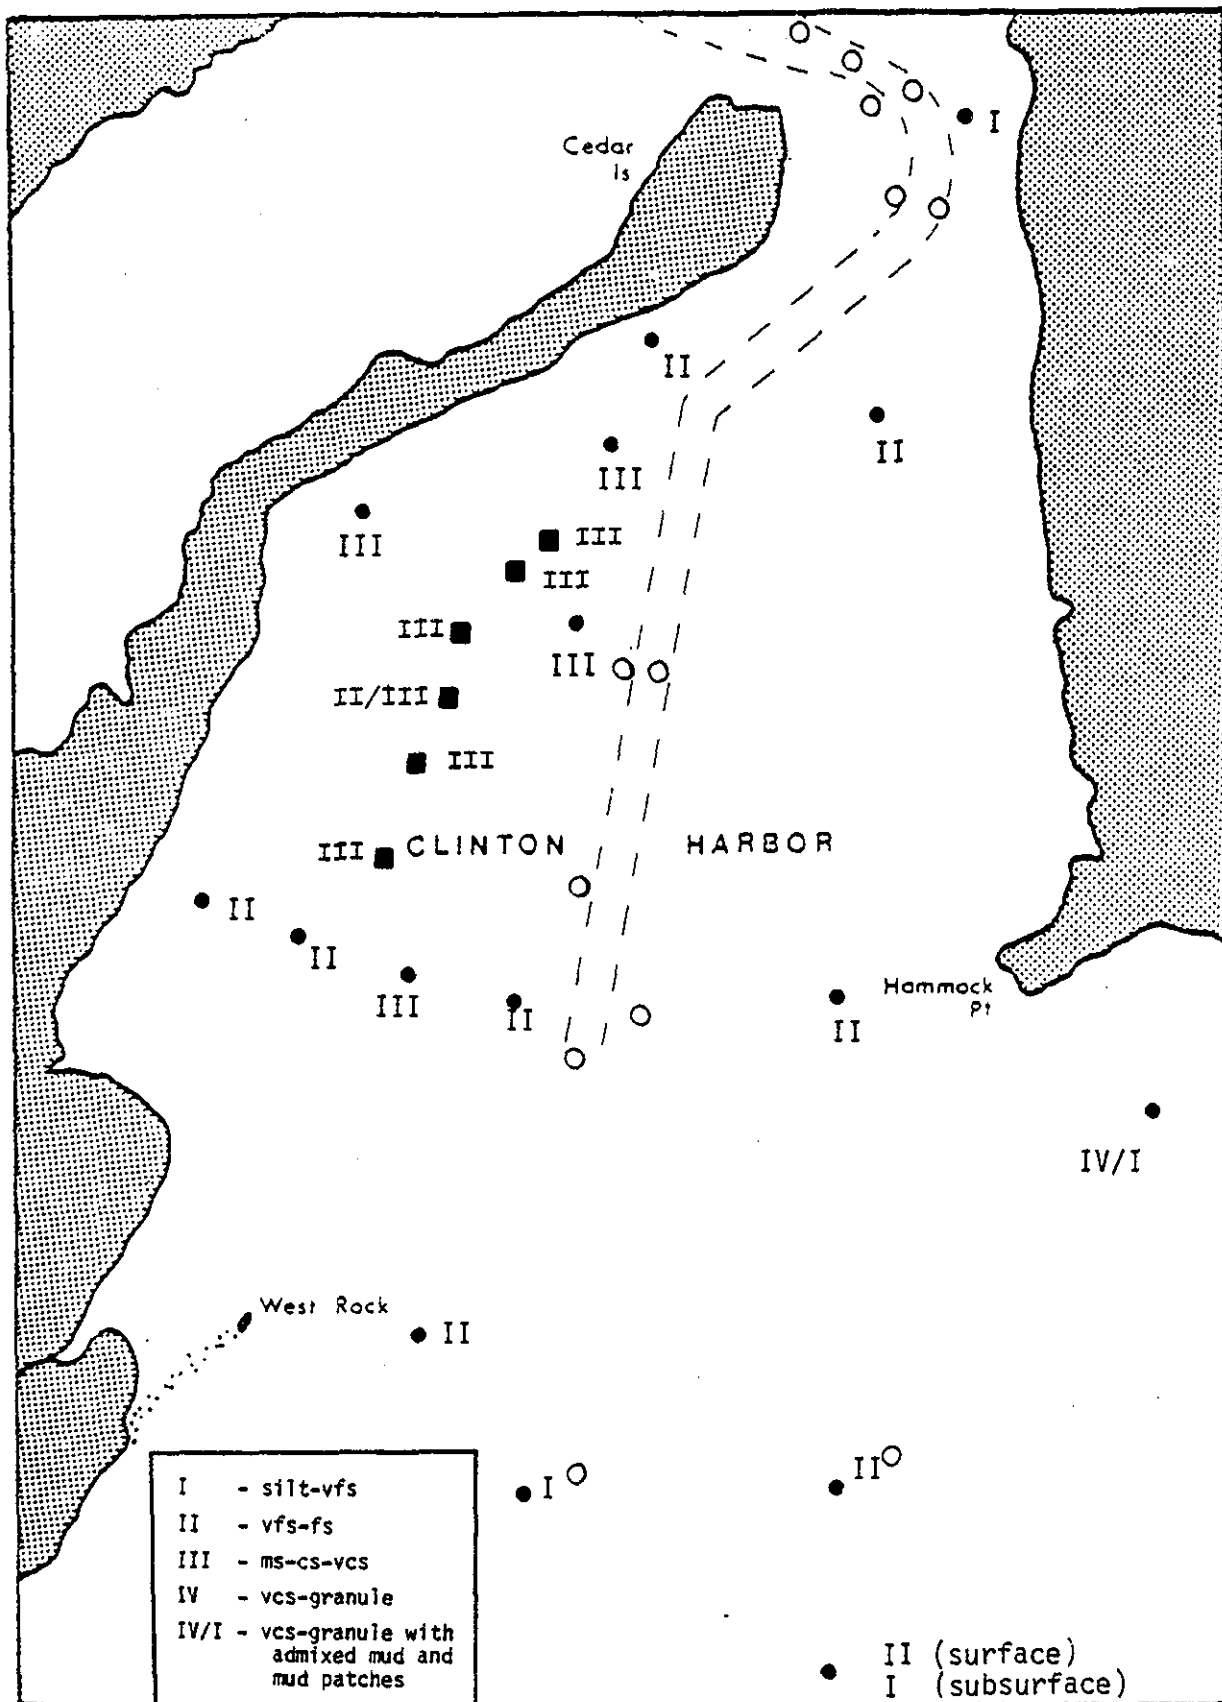 Cedar
Is
I
II
II
III
III
III
III
III
III
II/III
III
III
CLINTON HARBOR
II
II
III
II
II
Hammock
Pt
IV/I
West Rock
II
I
II
I - silt-vfs
II - vfs-fs
III - ms-cs-vcs
IV - vcs-granule
IV/I - vcs-granule with
admixed mud and
mud patches
II (surface)
I (subsurface)